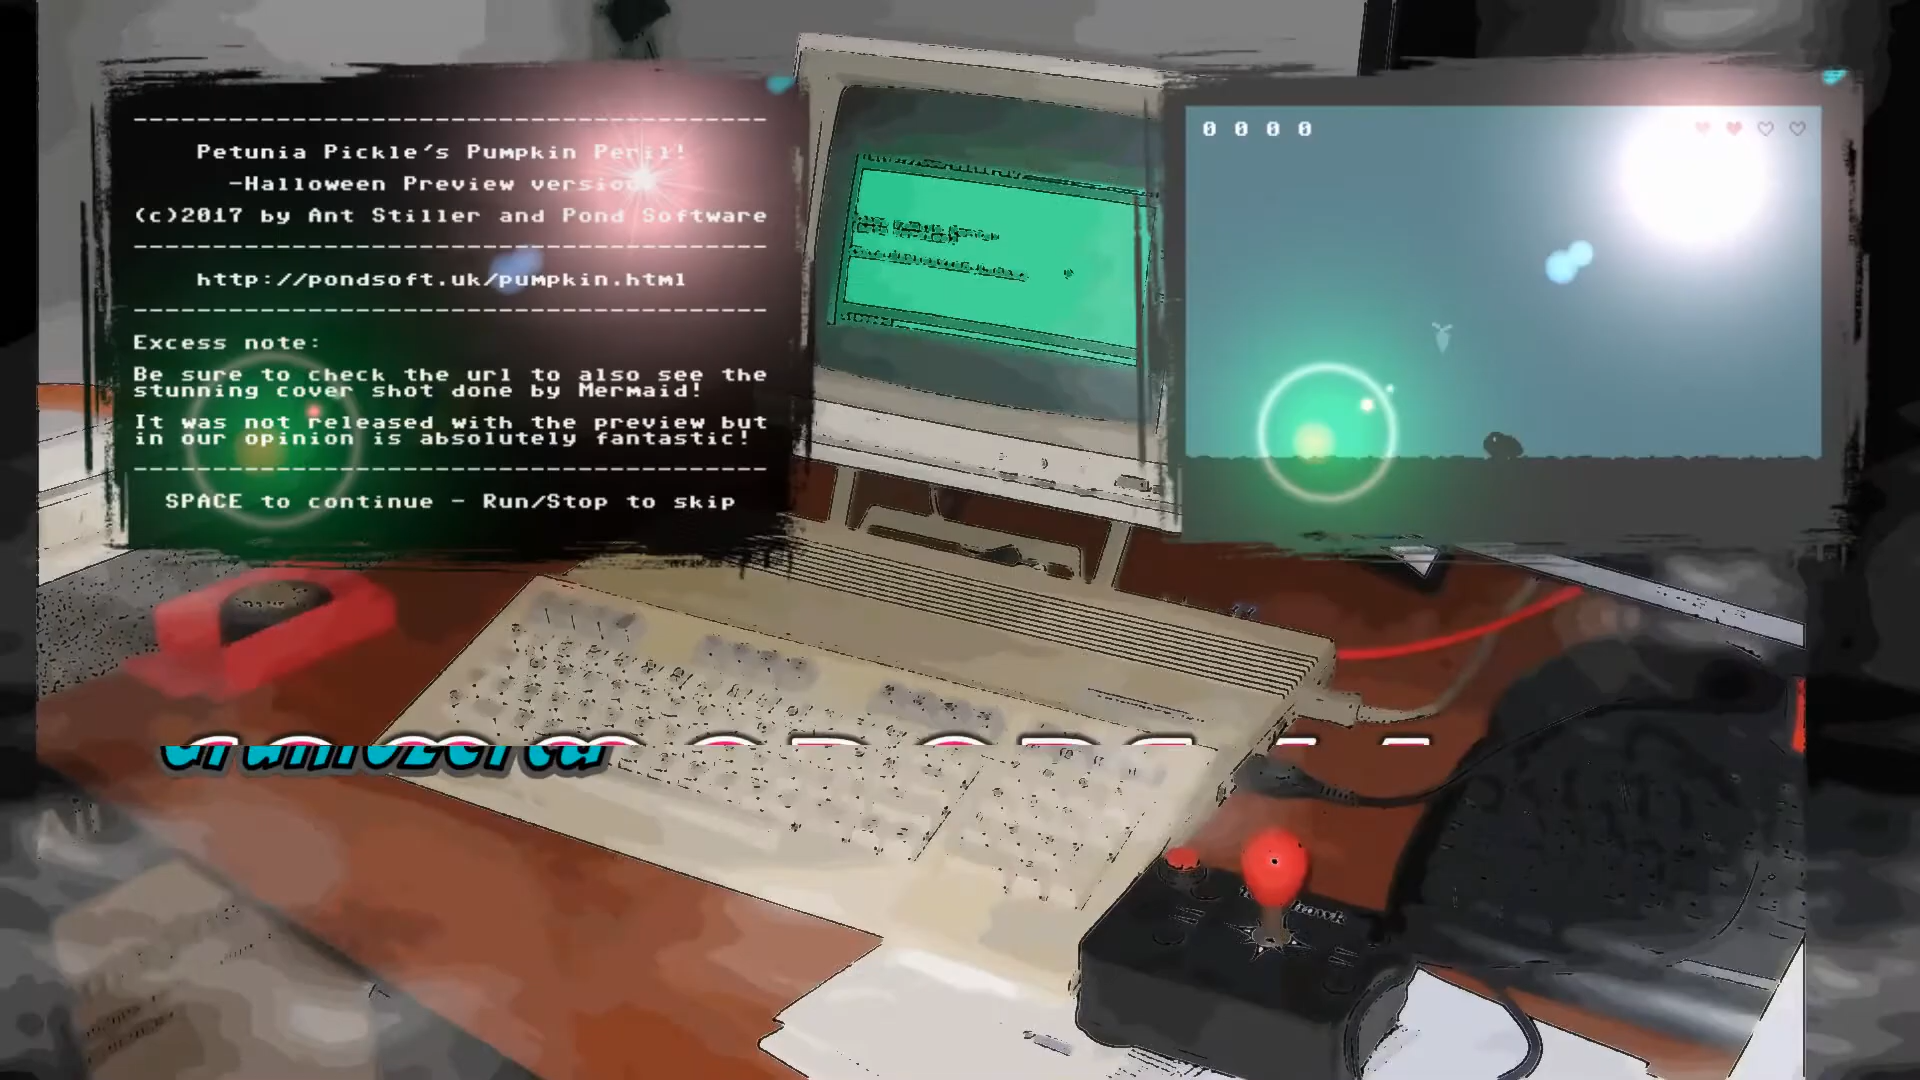 Petunia Pickle's Pumpkin Peril!
-Halloween Preview version
(c)2017 by Ant Stiller and Pond Software
http://pondsoft.uk/pumpkin.html
Excess note:
Be sure to check the url to also see the
stunning cover shot done by Mermaid!
It was not released with the preview but
in our opinion is absolutely fantastic!
SPACE to continue - Run/Stop to skip
0 0 0 0